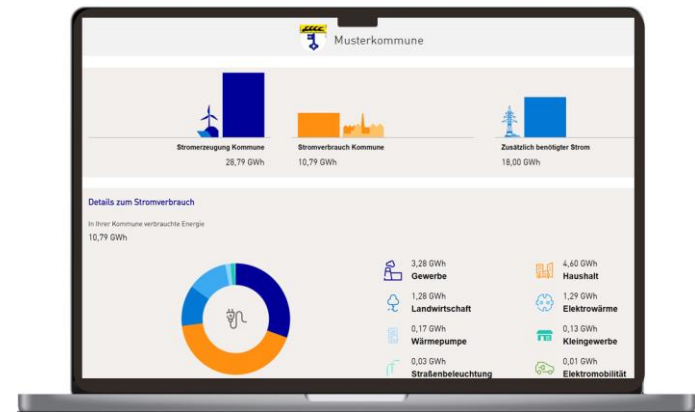 Musterkommune
Stromerzeugung Kommune
28,79 GWh
Stromverbrauch Kommune
10,79 GWh
Zusätzlich benötigter Strom
18,00 GWh
Details zum Stromverbrauch
In Ihrer Kommune verbrauchte Energie
10,79 GWh
3,28 GWh
Gewerbe
4,60 GWh
Haushalt
1,28 GWh
Landwirtschaft
1,29 GWh
Elektrowärme
0,17 GWh
Wärmepumpe
0,13 GWh
Kleingewerbe
0,03 GWh
Straßenbeleuchtung
0,01 GWh
Elektromobilität